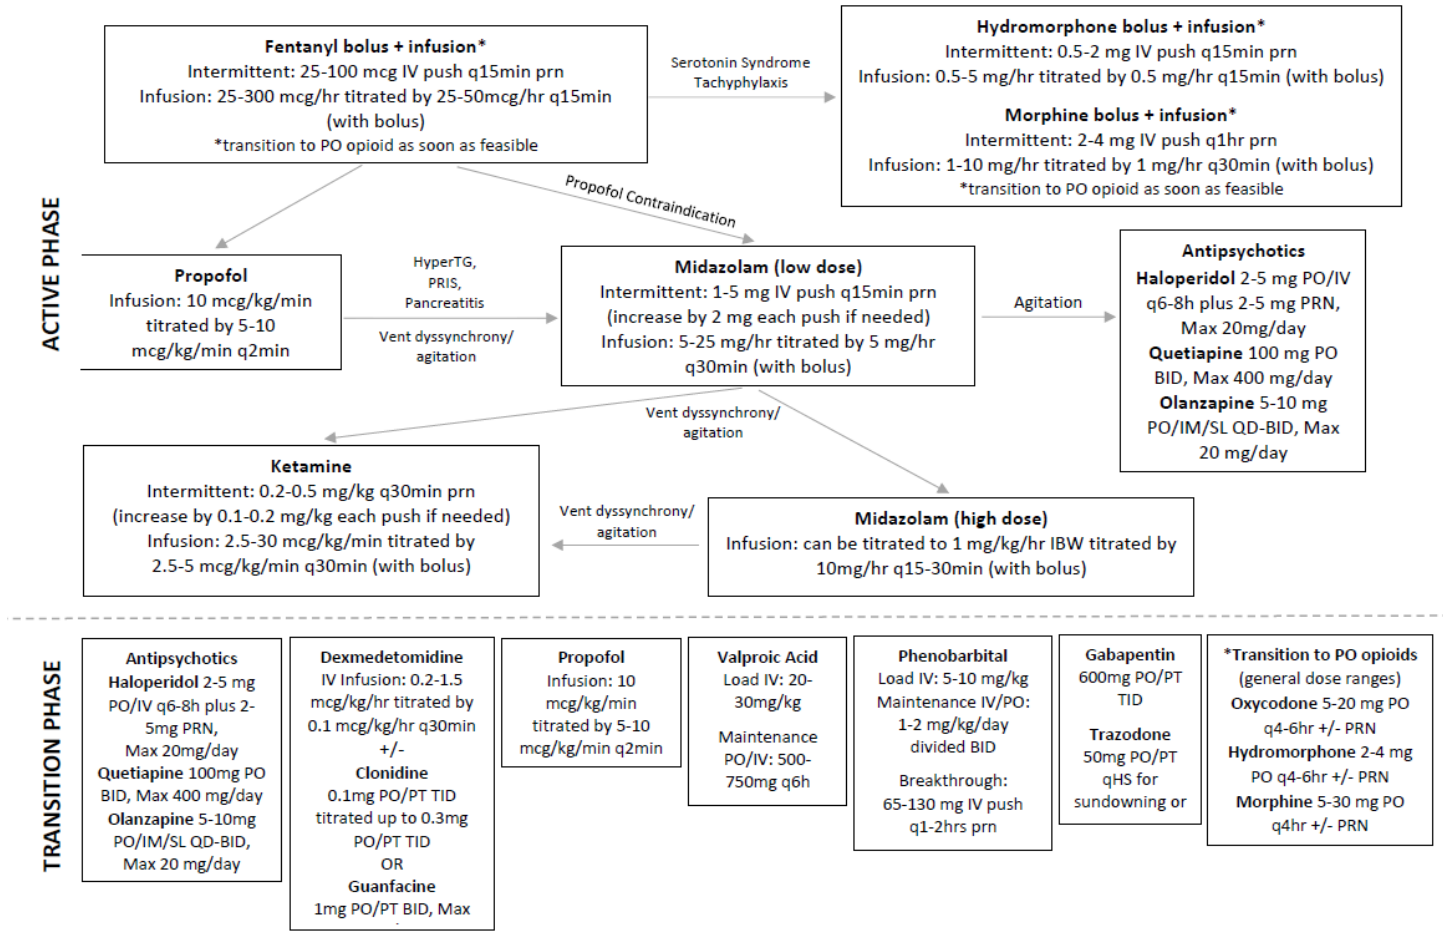 Fentanyl bolus + infusion*
Intermittent: 25-100 mcg IV push q15min prn
Infusion: 25-300 mcg/hr titrated by 25-50mcg/hr q15min
(with bolus)
*transition to PO opioid as soon as feasible
Serotonin Syndrome
Tachyphylaxis
Hydromorphone bolus + infusion*
Intermittent: 0.5-2 mg IV push q15min prn
Infusion: 0.5-5 mg/hr titrated by 0.5 mg/hr q15min (with bolus)
Morphine bolus + infusion*
Intermittent: 2-4 mg IV push q1hr prn
Infusion: 1-10 mg/hr titrated by 1 mg/hr q30min (with bolus)
*transition to PO opioid as soon as feasible
ACTIVE PHASE
Propofol Contraindication
Propofol
Infusion: 10 mcg/kg/min
titrated by 5-10
mcg/kg/min q2min
HyperTG,
PRIS,
Pancreatitis
Vent dyssynchrony/
agitation
Midazolam (low dose)
Intermittent: 1-5 mg IV push q15min prn
(increase by 2 mg each push if needed)
Infusion: 5-25 mg/hr titrated by 5 mg/hr
q30min (with bolus)
Agitation
Antipsychotics
Haloperidol 2-5 mg PO/IV
q6-8h plus 2-5 mg PRN,
Max 20mg/day
Quetiapine 100 mg PO
BID, Max 400 mg/day
Olanzapine 5-10 mg
PO/IM/SL QD-BID, Max
20 mg/day
Vent dyssynchrony/
agitation
Ketamine
Intermittent: 0.2-0.5 mg/kg q30min prn
(increase by 0.1-0.2 mg/kg each push if needed)
Infusion: 2.5-30 mcg/kg/min titrated by
2.5-5 mcg/kg/min q30min (with bolus)
Vent dyssynchrony/
agitation
Midazolam (high dose)
Infusion: can be titrated to 1 mg/kg/hr IBW titrated by
10mg/hr q15-30min (with bolus)
TRANSITION PHASE
Antipsychotics
Haloperidol 2-5 mg
PO/IV q6-8h plus 2-
5mg PRN,
Max 20mg/day
Quetiapine 100mg PO
BID, Max 400 mg/day
Olanzapine 5-10mg
PO/IM/SL QD-BID,
Max 20 mg/day
Dexmedetomidine
IV Infusion: 0.2-1.5
mcg/kg/hr titrated by
0.1 mcg/kg/hr q30min
+/-
Clonidine
0.1mg PO/PT TID
titrated up to 0.3mg
PO/PT TID
OR
Guanfacine
1mg PO/PT BID, Max
Propofol
Infusion: 10
mcg/kg/min
titrated by 5-10
mcg/kg/min q2min
Valproic Acid
Load IV: 20-
30mg/kg
Maintenance
PO/IV: 500-
750mg q6h
Phenobarbital
Load IV: 5-10 mg/kg
Maintenance IV/PO:
1-2 mg/kg/day
divided BID
Breakthrough:
65-130 mg IV push
q1-2hrs prn
Gabapentin
600mg PO/PT
TID
Trazodone
50mg PO/PT
qHS for
sundowning or
*Transition to PO opioids
(general dose ranges)
Oxycodone 5-20 mg PO
q4-6hr +/- PRN
Hydromorphone 2-4 mg
PO q4-6hr +/- PRN
Morphine 5-30 mg PO
q4hr +/- PRN